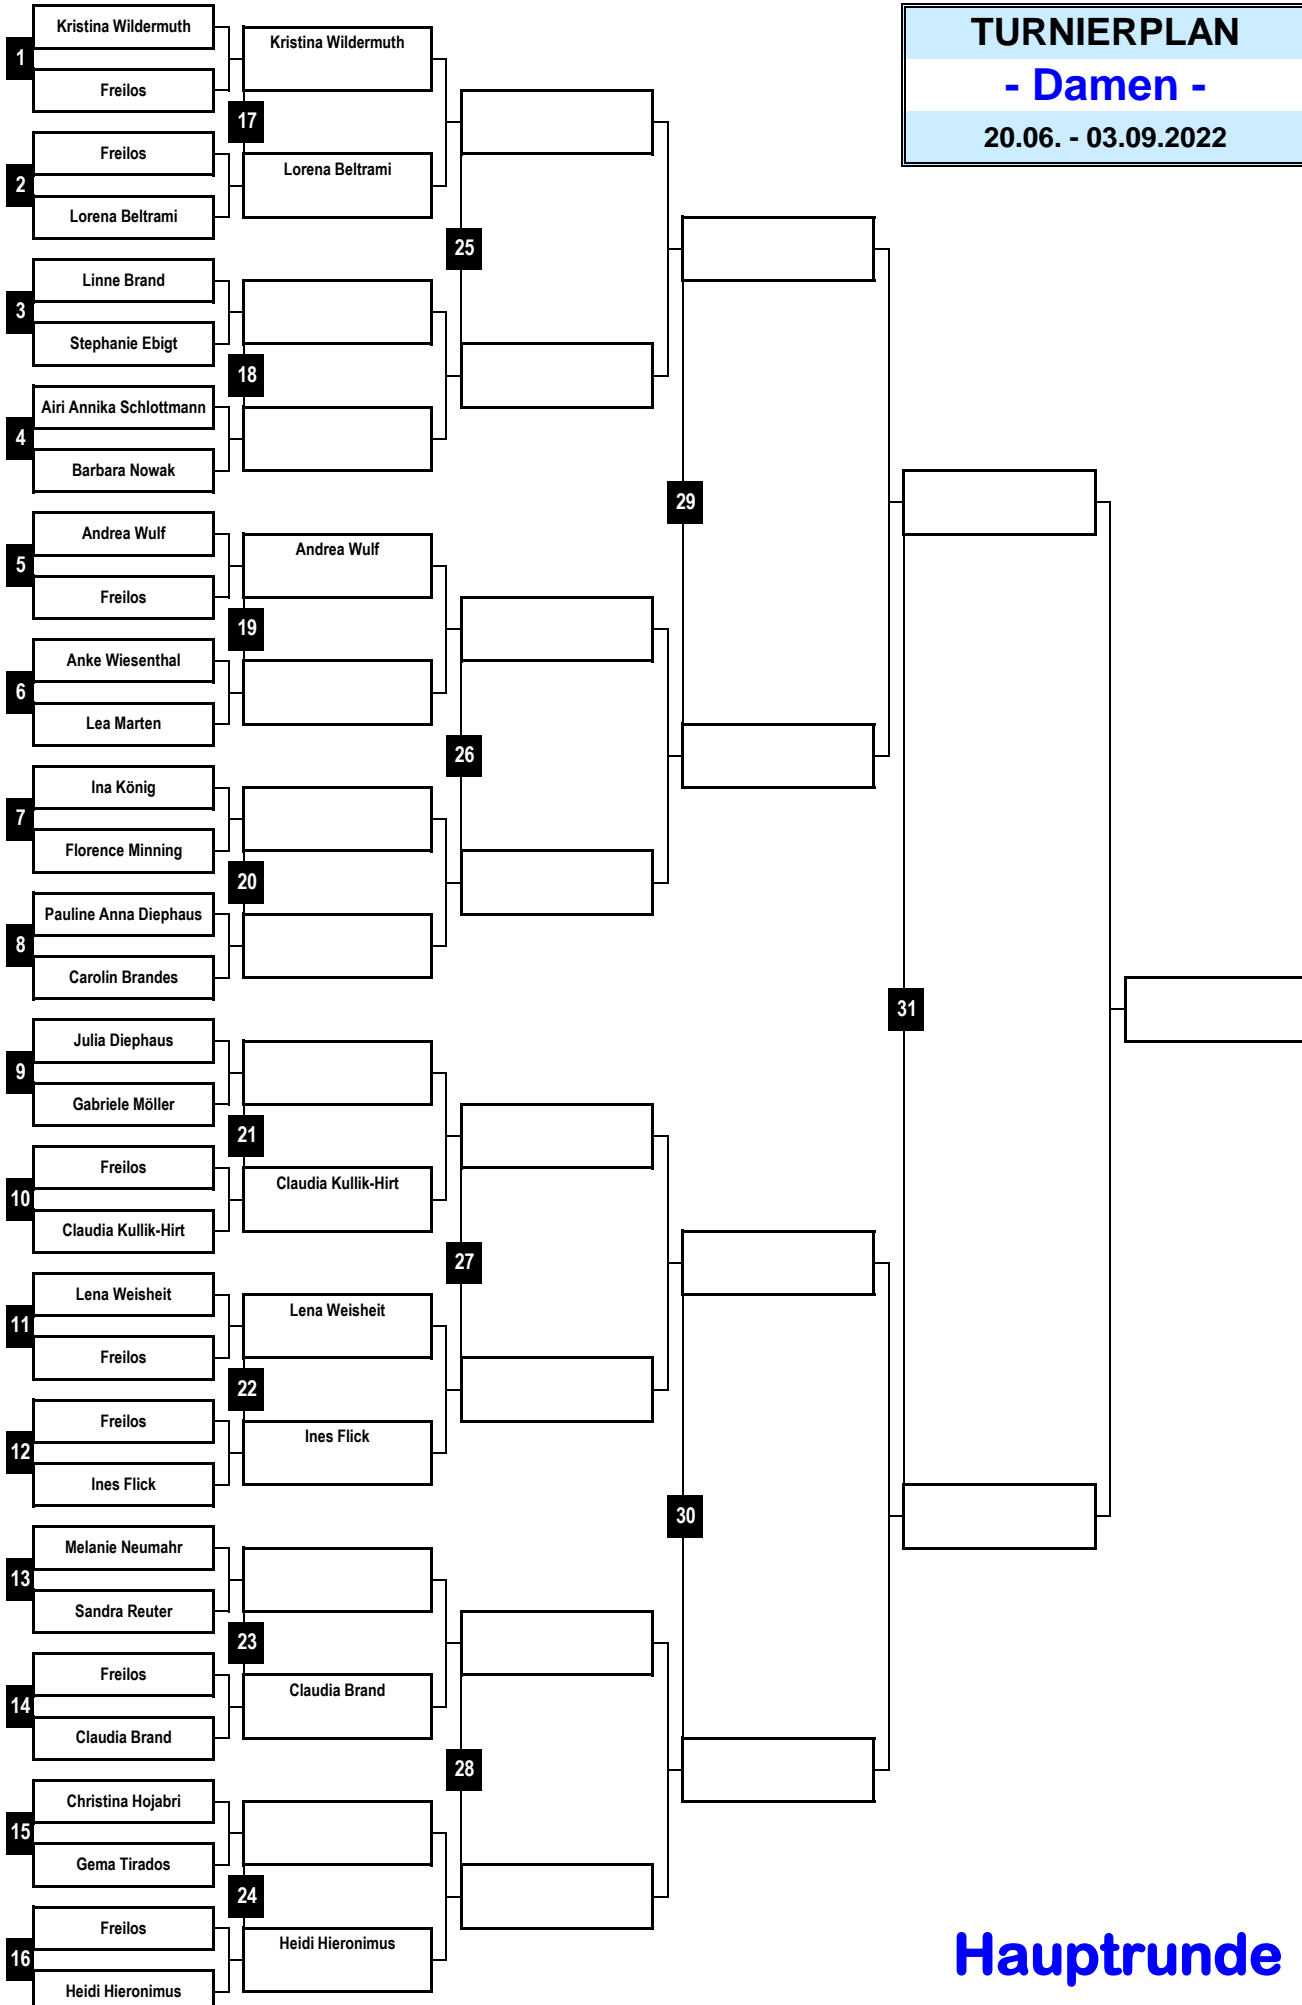 TURNIERPLAN
- Damen -
20.06. - 03.09.2022
1
Kristina Wildermuth
Freilos
2
Freilos
Lorena Beltrami
3
Linne Brand
Stephanie Ebigt
4
Airi Annika Schlottmann
Barbara Nowak
5
Andrea Wulf
Freilos
6
Anke Wiesenthal
Lea Marten
7
Ina König
Florence Minning
8
Pauline Anna Diephaus
Carolin Brandes
9
Julia Diephaus
Gabriele Möller
10
Freilos
Claudia Kullik-Hirt
11
Lena Weisheit
Freilos
12
Freilos
Ines Flick
13
Melanie Neumahr
Sandra Reuter
14
Freilos
Claudia Brand
15
Christina Hojabri
Gema Tirados
16
Freilos
Heidi Hieronimus
Kristina Wildermuth
17
Lorena Beltrami
18
Andrea Wulf
19
20
21
Claudia Kullik-Hirt
Lena Weisheit
22
Ines Flick
23
Claudia Brand
24
Heidi Hieronimus
25
26
27
28
29
30
31
Hauptrunde